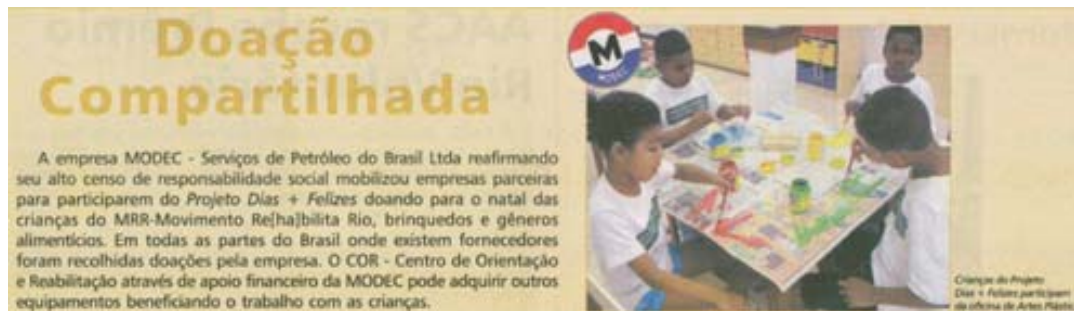 Doação
Compartilhada
A empresa MODEC - Serviços de Petróleo do Brasil Ltda reafirmando
seu alto censo de responsabilidade social mobilizou empresas parceiras
para participarem do Projeto Dias + Felizes doando para o natal das
crianças do MRR-Movimento Re[ha]bilita Rio, brinquedos e gêneros
alimentícios. Em todas as partes do Brasil onde existem fornecedores
foram recolhidas doações pela empresa. O COR - Centro de Orientação
e Reabilitação através de apoio financeiro da MODEC pode adquirir outros
equipamentos beneficiando o trabalho com as crianças.
M
MODEC
Crianças do Projeto
Dias + Felizes participam
da oficina de Artes Plásti